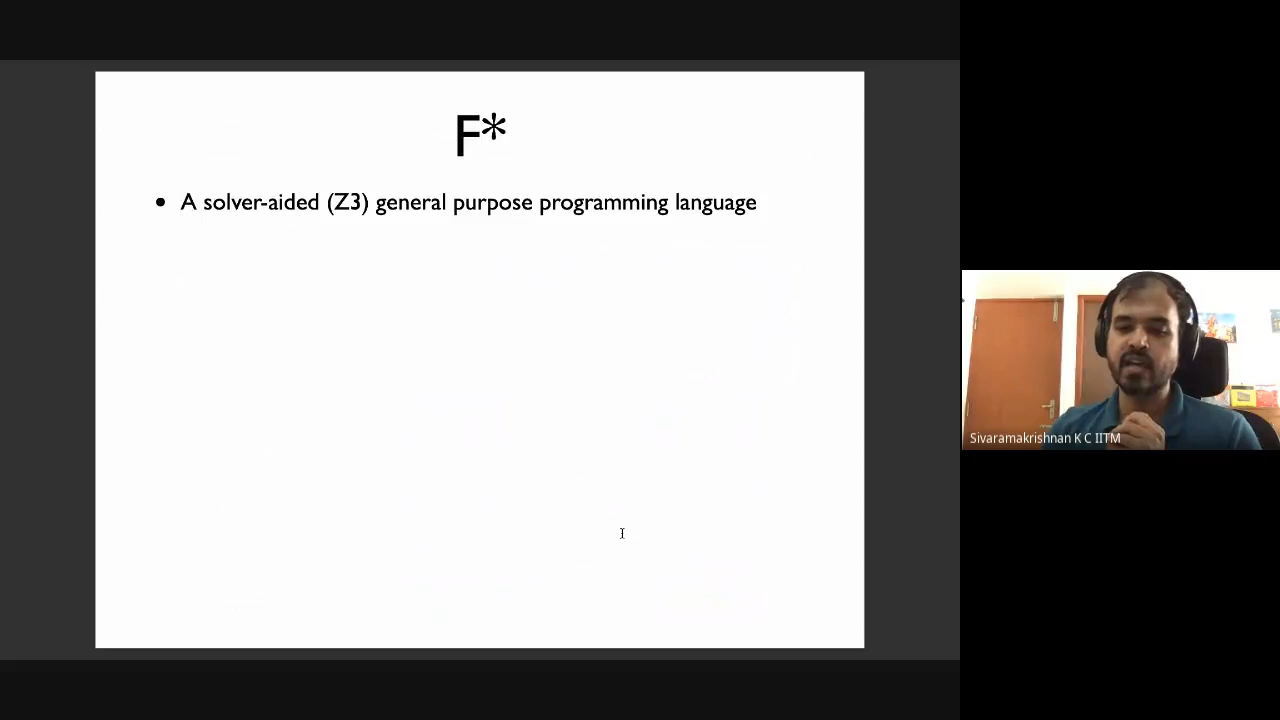 F*
• A solver-aided (Z3) general purpose programming language
Sivaramakrishnan K C IITM